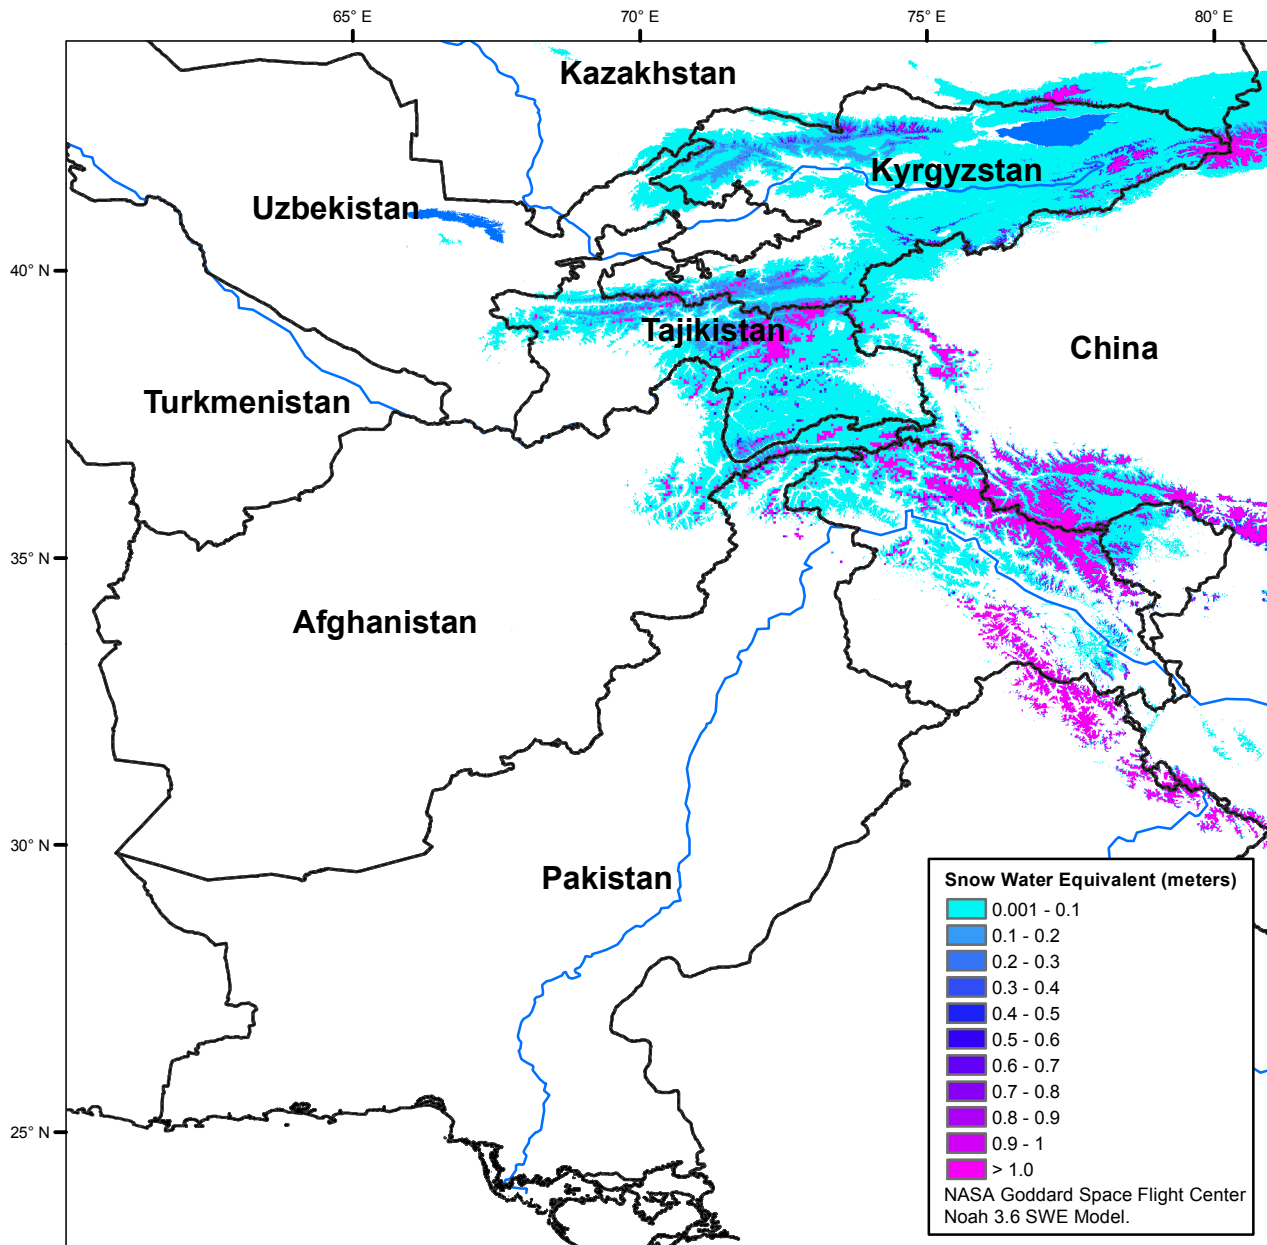 65° E
70° E
75° E
80° E
Kazakhstan
Kyrgyzstan
Uzbekistan
40° N
Tajikistan
China
Turkmenistan
35° N
Afghanistan
30° N
Pakistan
25° N
Snow Water Equivalent (meters)
0.001 - 0.1
0.1 - 0.2
0.2 - 0.3
0.3 - 0.4
0.4 - 0.5
0.5 - 0.6
0.6 - 0.7
0.7 - 0.8
0.8 - 0.9
0.9 - 1
> 1.0
NASA Goddard Space Flight Center
Noah 3.6 SWE Model.